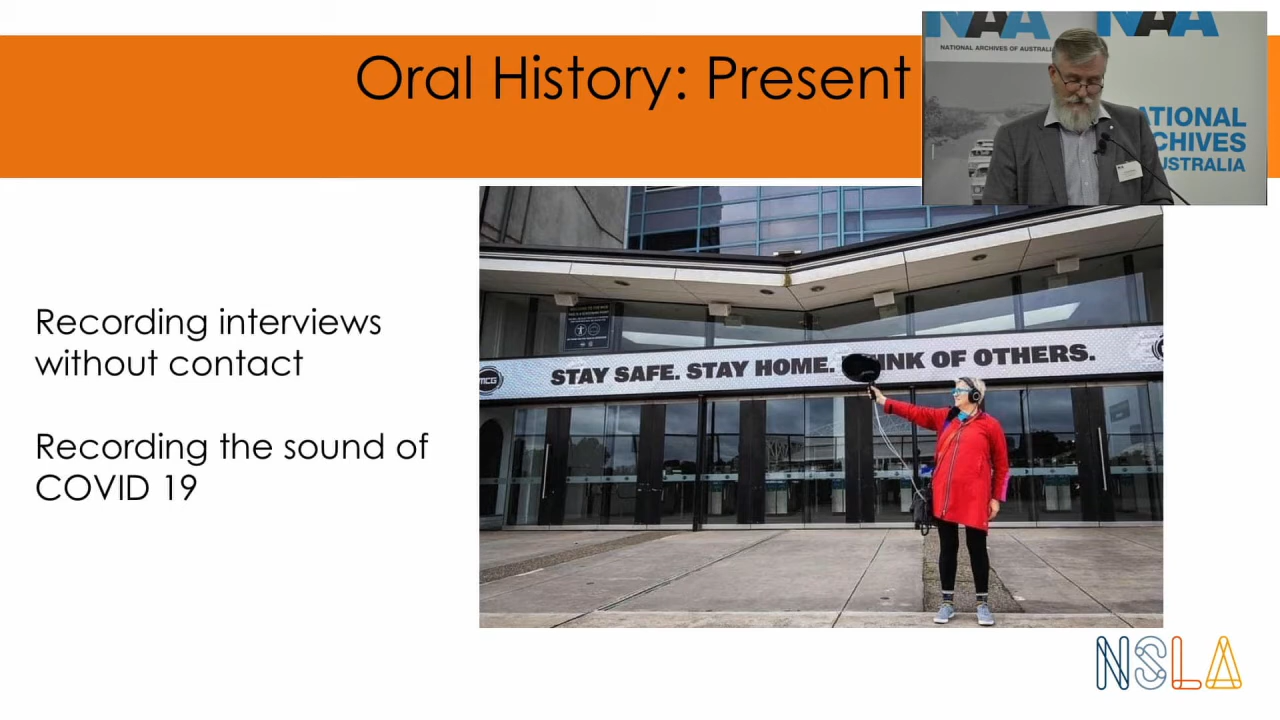 Oral History: Present
NAA
NAA
NATIONAL ARCHIVES OF AUSTRALIA
ATIONAL
CHIVES
USTRALIA
STAY SAFE. STAY HOME. INK OF OTHERS.
MCG
Recording interviews
without contact
Recording the sound of
COVID 19
NSLA